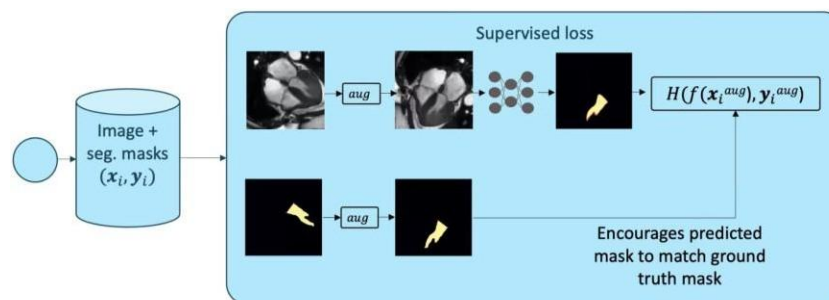 Supervised loss
Image +
seg. masks
(𝒙ᵢ, 𝒚ᵢ)
aug
H(f(𝒙ᵢᵃᵘᵍ), 𝒚ᵢᵃᵘᵍ)
aug
Encourages predicted
mask to match ground
truth mask